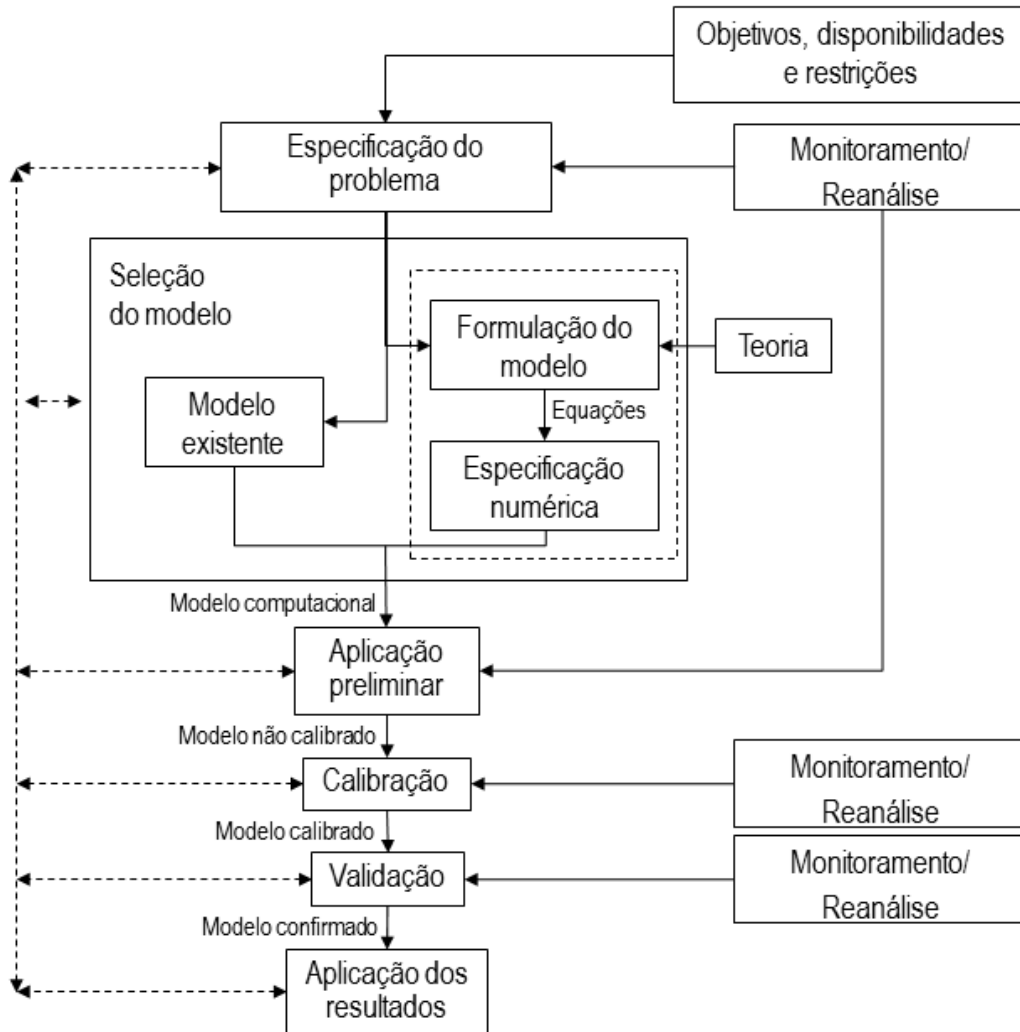 Objetivos, disponibilidades
e restrições
Especificação do
problema
Monitoramento/
Reanálise
Seleção
do modelo
Formulação do
modelo
Teoria
Modelo
existente
Equações
Especificação
numérica
Modelo computacional
Aplicação
preliminar
Modelo não calibrado
Calibração
Monitoramento/
Reanálise
Modelo calibrado
Validação
Monitoramento/
Reanálise
Modelo confirmado
Aplicação dos
resultados